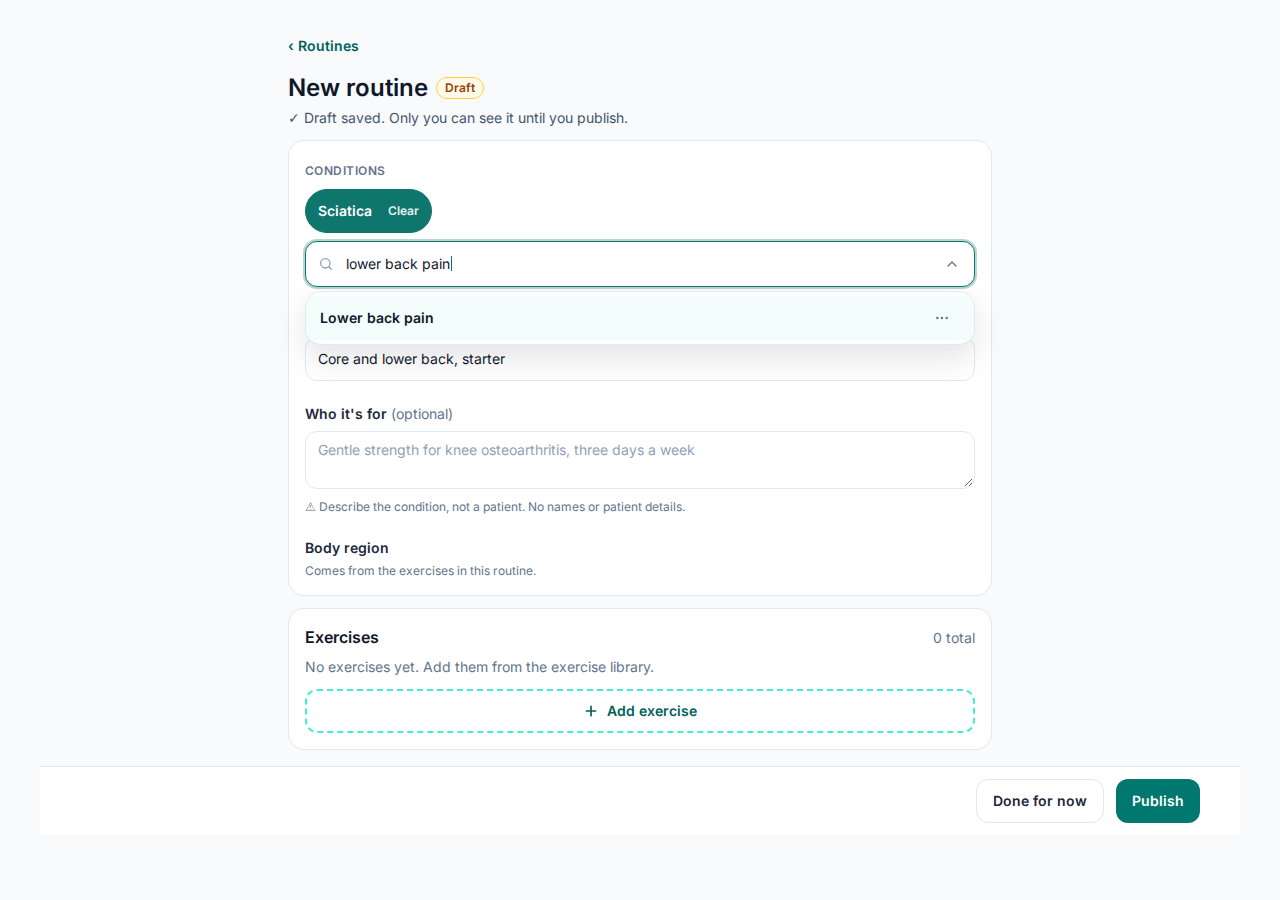 ‹ Routines
New routine Draft
✓ Draft saved. Only you can see it until you publish.
CONDITIONS
Sciatica Clear
lower back pain
Lower back pain ...
Core and lower back, starter
Who it's for (optional)
Gentle strength for knee osteoarthritis, three days a week
⚠ Describe the condition, not a patient. No names or patient details.
Body region
Comes from the exercises in this routine.
Exercises 0 total
No exercises yet. Add them from the exercise library.
+ Add exercise
Done for now Publish